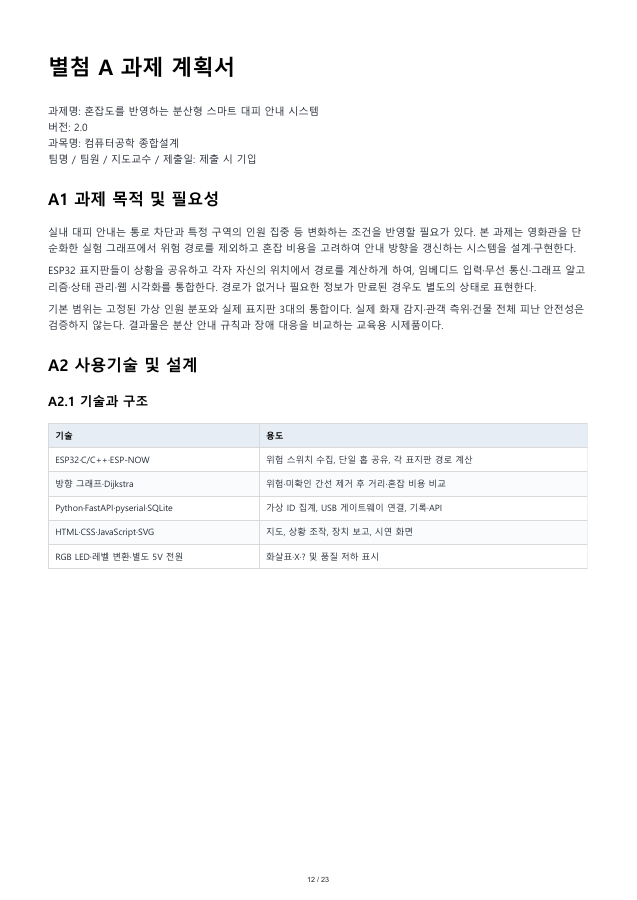 별첨 A 과제 계획서
과제명: 혼잡도를 반영하는 분산형 스마트 대피 안내 시스템
버전: 2.0
과목명: 컴퓨터공학 종합설계
팀명 / 팀원 / 지도교수 / 제출일: 제출 시 기입
A1 과제 목적 및 필요성
실내 대피 안내는 통로 차단과 특정 구역의 인원 집중 등 변화하는 조건을 반영할 필요가 있다. 본 과제는 영화관을 단
순화한 실험 그래프에서 위험 경로를 제외하고 혼잡 비용을 고려하여 안내 방향을 갱신하는 시스템을 설계·구현한다.
ESP32 표지판들이 상황을 공유하고 각자 자신의 위치에서 경로를 계산하게 하여, 임베디드 입력·무선 통신·그래프 알고
리즘·상태 관리·웹 시각화를 통합한다. 경로가 없거나 필요한 정보가 만료된 경우도 별도의 상태로 표현한다.
기본 범위는 고정된 가상 인원 분포와 실제 표지판 3대의 통합이다. 실제 화재 감지·관객 측위·건물 전체 피난 안전성은
검증하지 않는다. 결과물은 분산 안내 규칙과 장애 대응을 비교하는 교육용 시제품이다.
A2 사용기술 및 설계
A2.1 기술과 구조
기술 용도
ESP32·C/C++·ESP-NOW 위험 스위치 수집, 단일 홉 공유, 각 표지판 경로 계산
방향 그래프·Dijkstra 위험·미확인 간선 제거 후 거리·혼잡 비용 비교
Python·FastAPI·pyserial·SQLite 가상 ID 집계, USB 게이트웨이 연결, 기록·API
HTML·CSS·JavaScript·SVG 지도, 상황 조작, 장치 보고, 시연 화면
RGB LED·레벨 변환·별도 5V 전원 화살표·X·? 및 품질 저하 표시
12 / 23